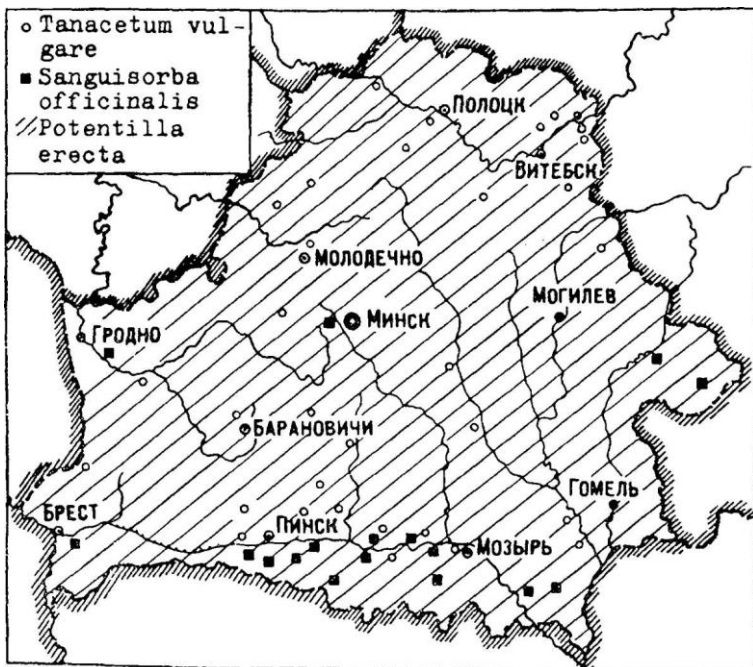 Tanacetum vul-
gare
Sanguisorba
officinalis
Potentilla
erecta
ПОЛОЦК
ВИТЕБСК
МОЛОДЕЧНО
МОГИЛЕВ
МИНСК
ГРОДНО
БАРАНОВИЧИ
ГОМЕЛЬ
БРЕСТ
ПИНСК
МОЗЫРЬ